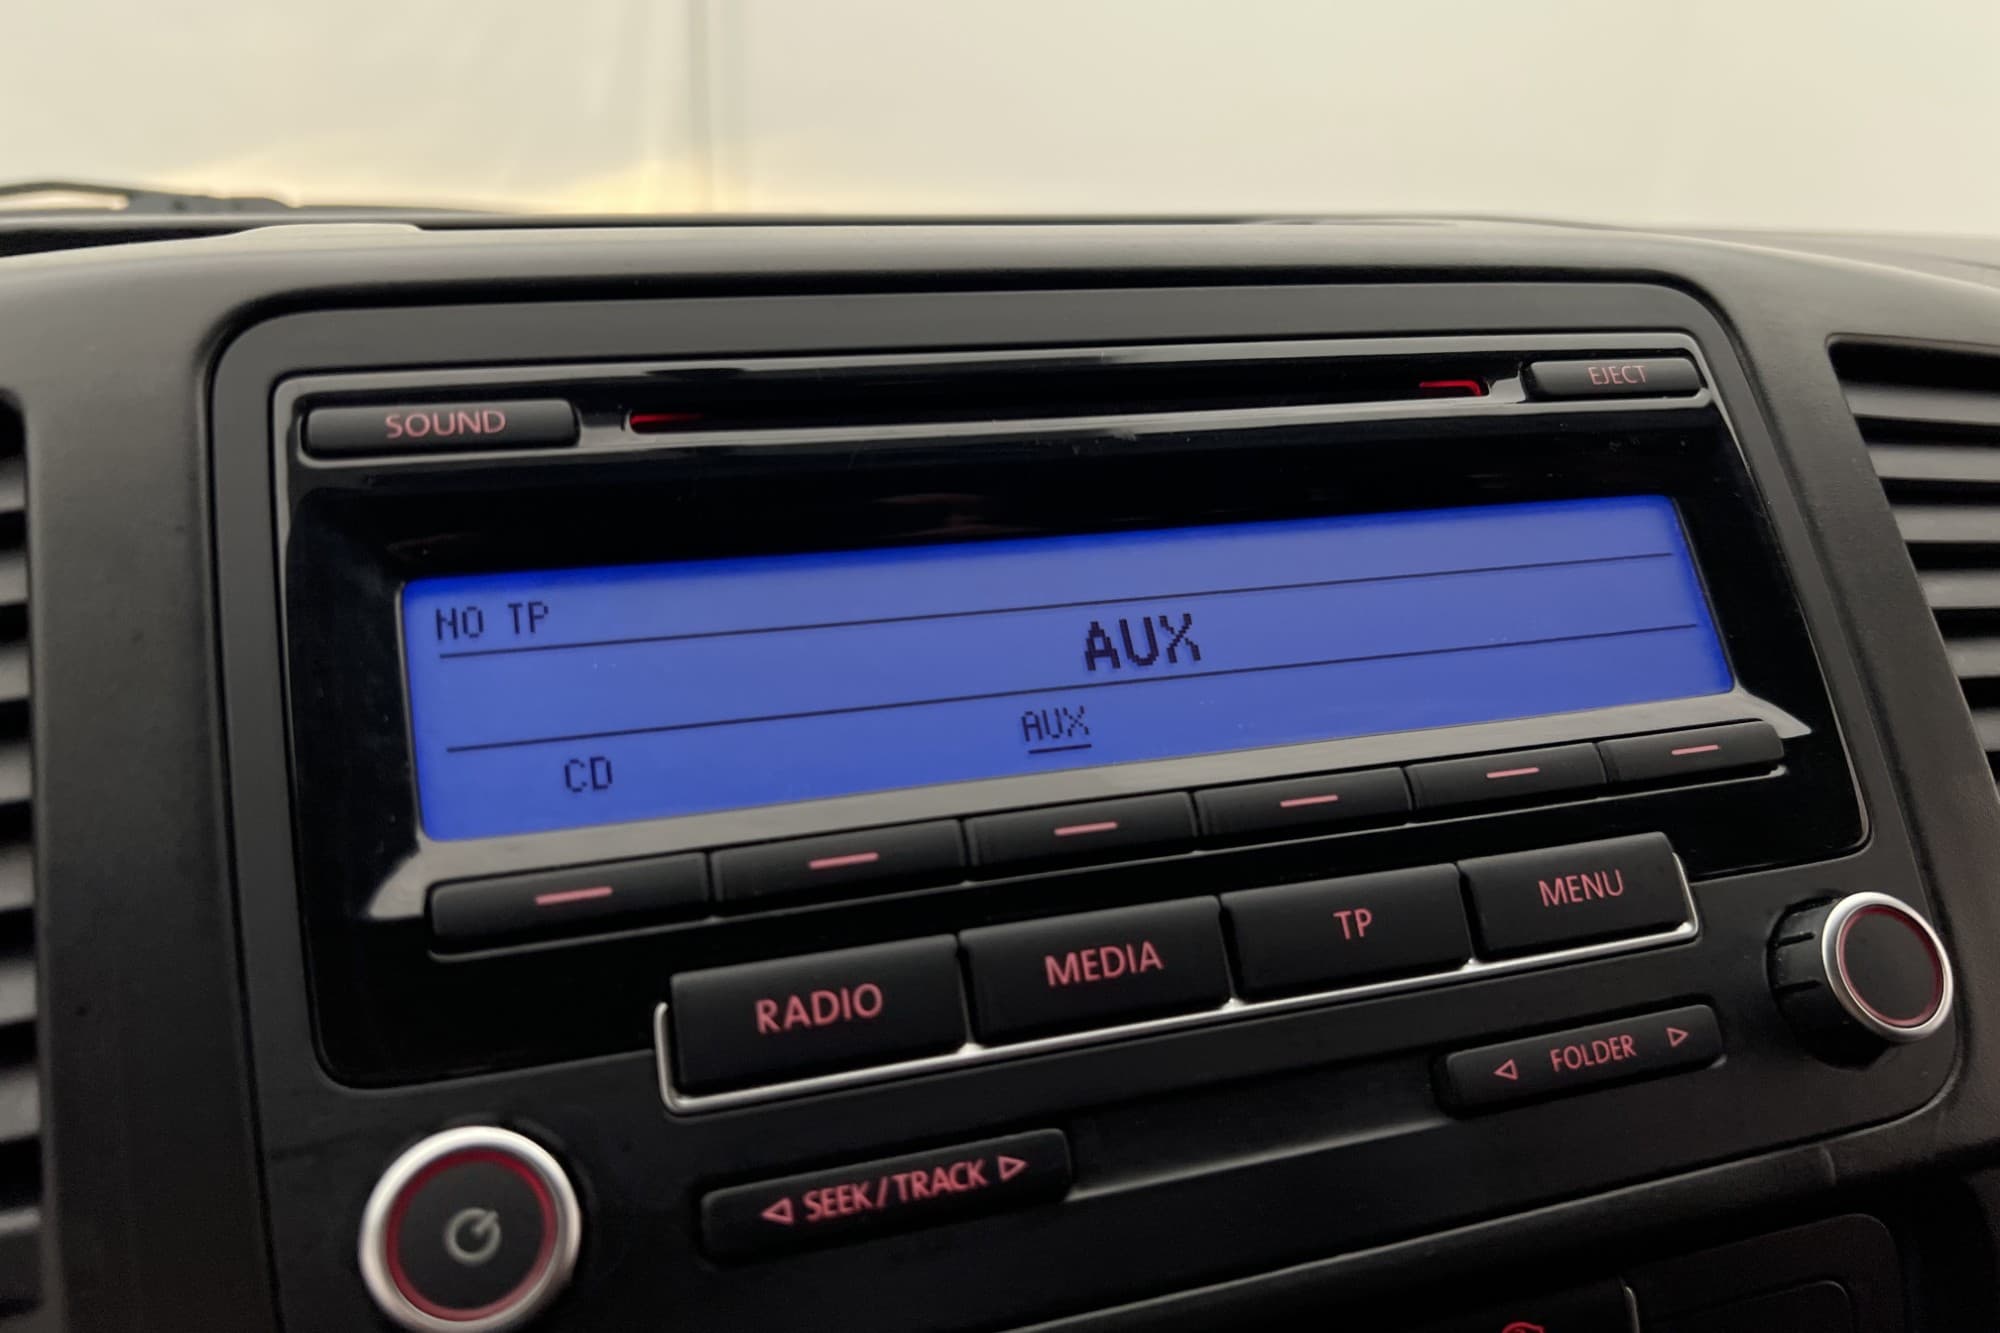 SOUND
EJECT
NO TP
AUX
CD AUX
RADIO MEDIA TP MENU
◁ SEEK/TRACK ▷
◁ FOLDER ▷